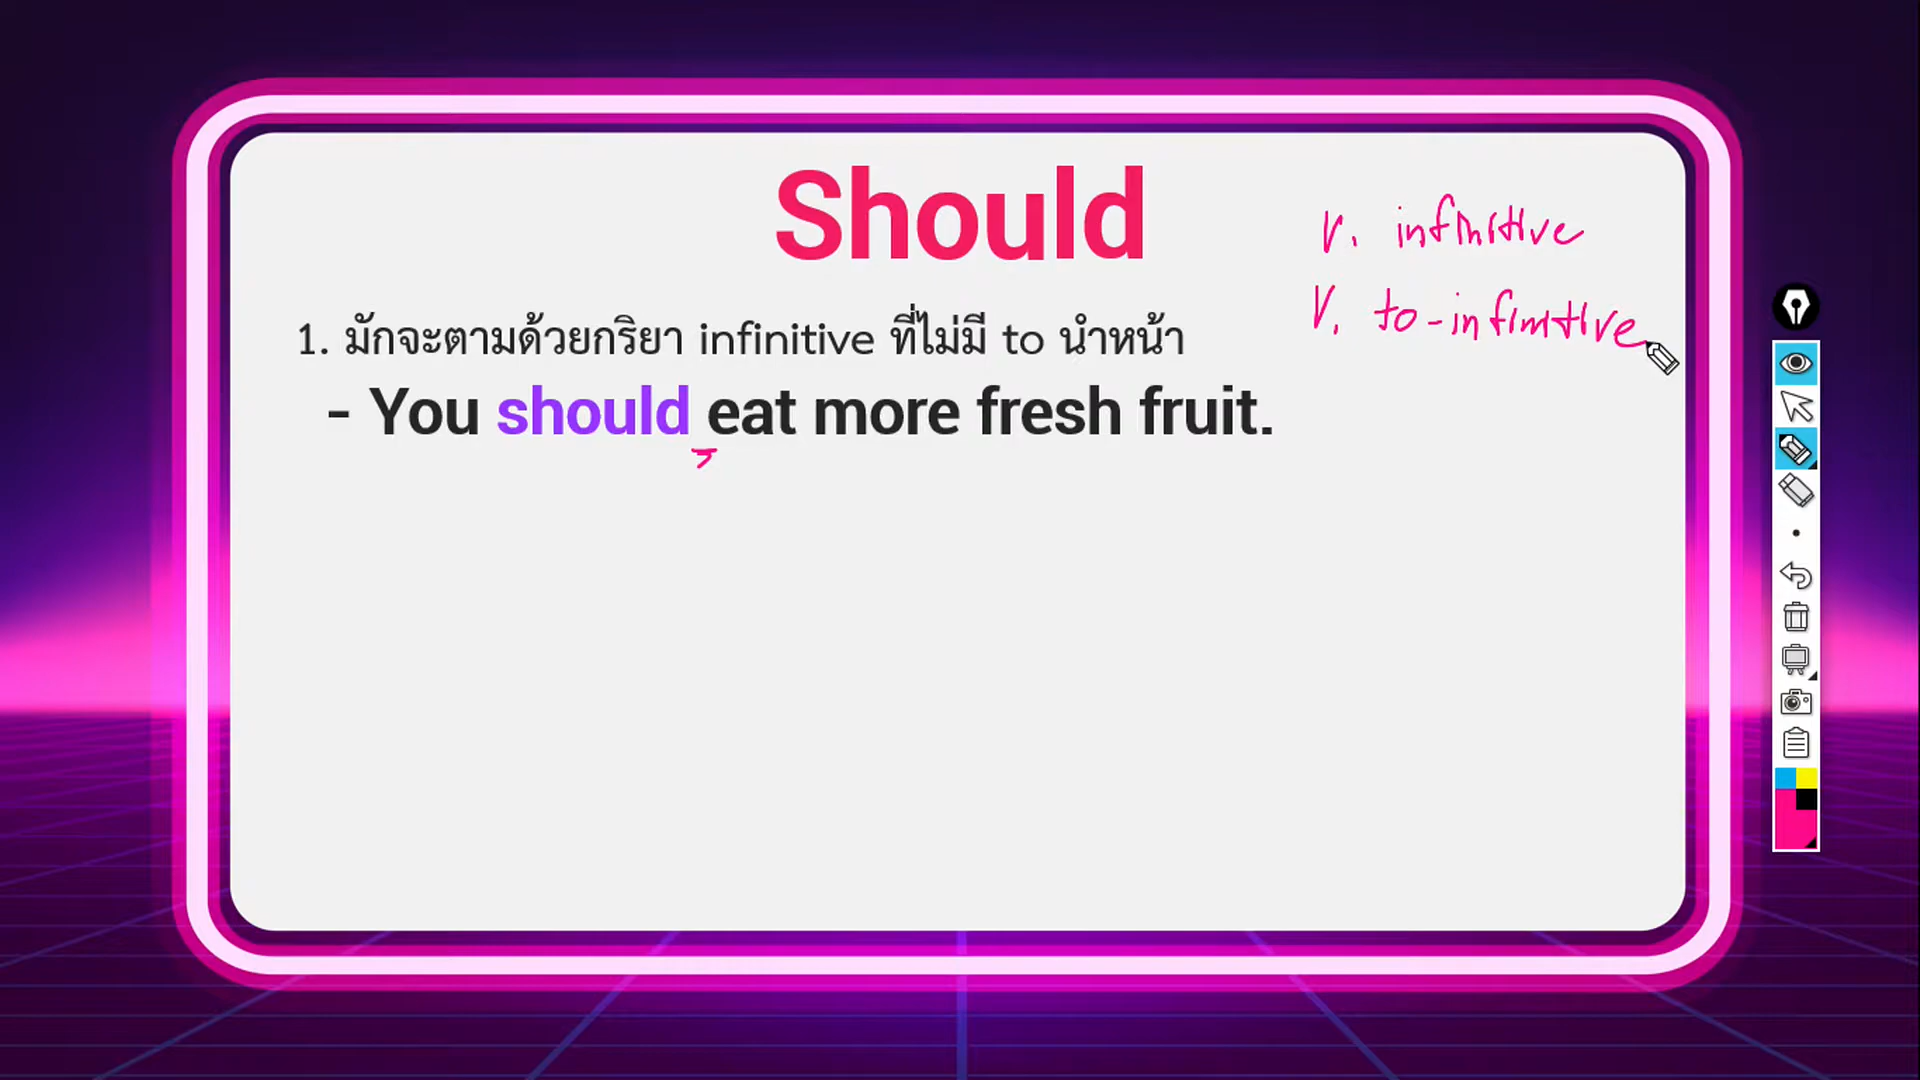 Should
V. infinitive
V. to-infinitive
1. มักจะตามด้วยกริยา infinitive ที่ไม่มี to นำหน้า
- You should eat more fresh fruit.